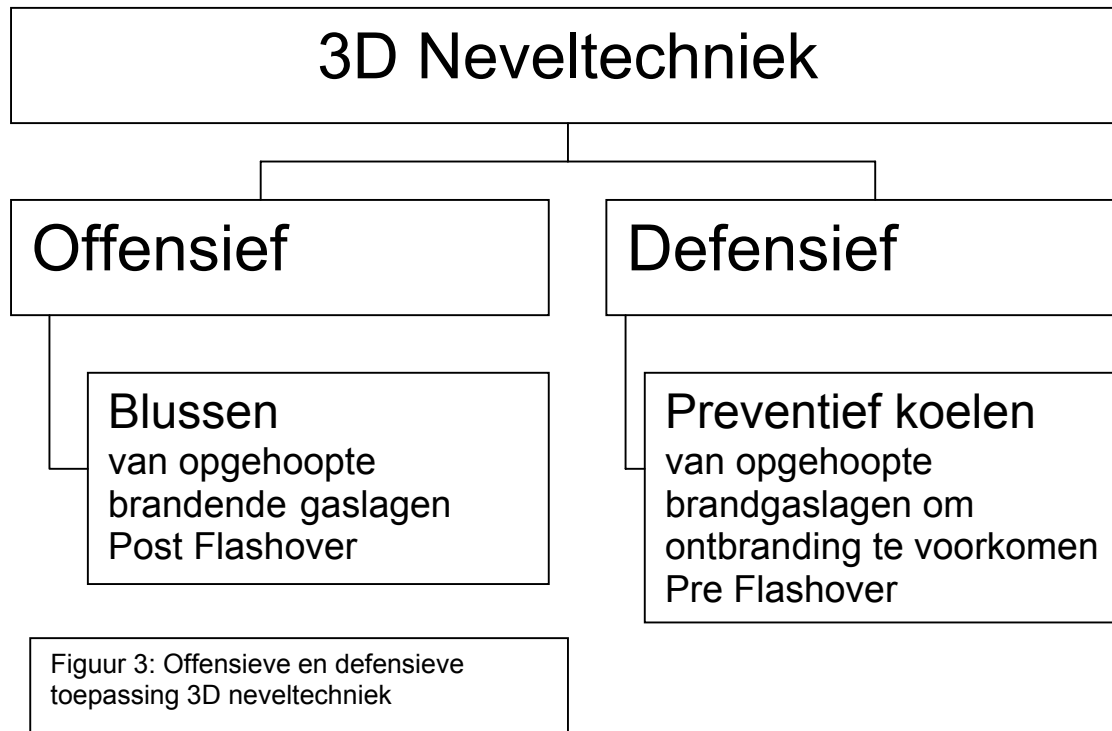 3D Neveltechniek
Offensief
Blussen
van opgehoopte
brandende gaslagen
Post Flashover
Defensief
Preventief koelen
van opgehoopte
brandgaslagen om
ontbranding te voorkomen
Pre Flashover
Figuur 3: Offensieve en defensieve
toepassing 3D neveltechniek